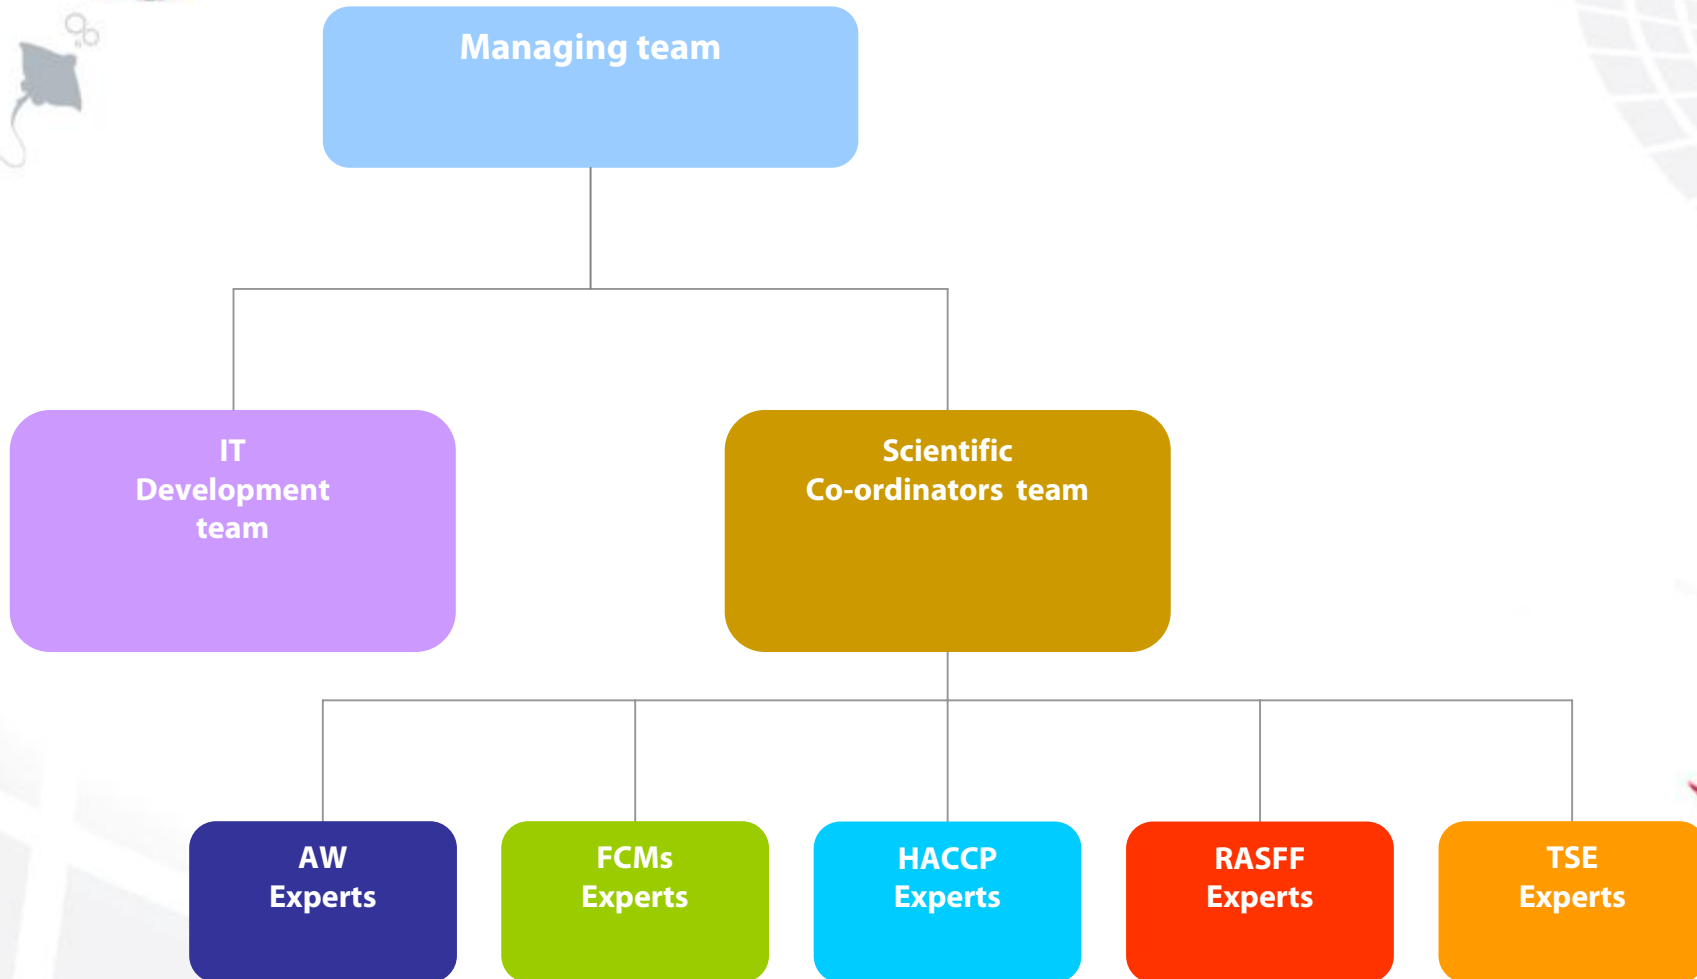 Managing team
IT
Development
team
Scientific
Co-ordinators team
AW
Experts
FCMs
Experts
HACCP
Experts
RASFF
Experts
TSE
Experts